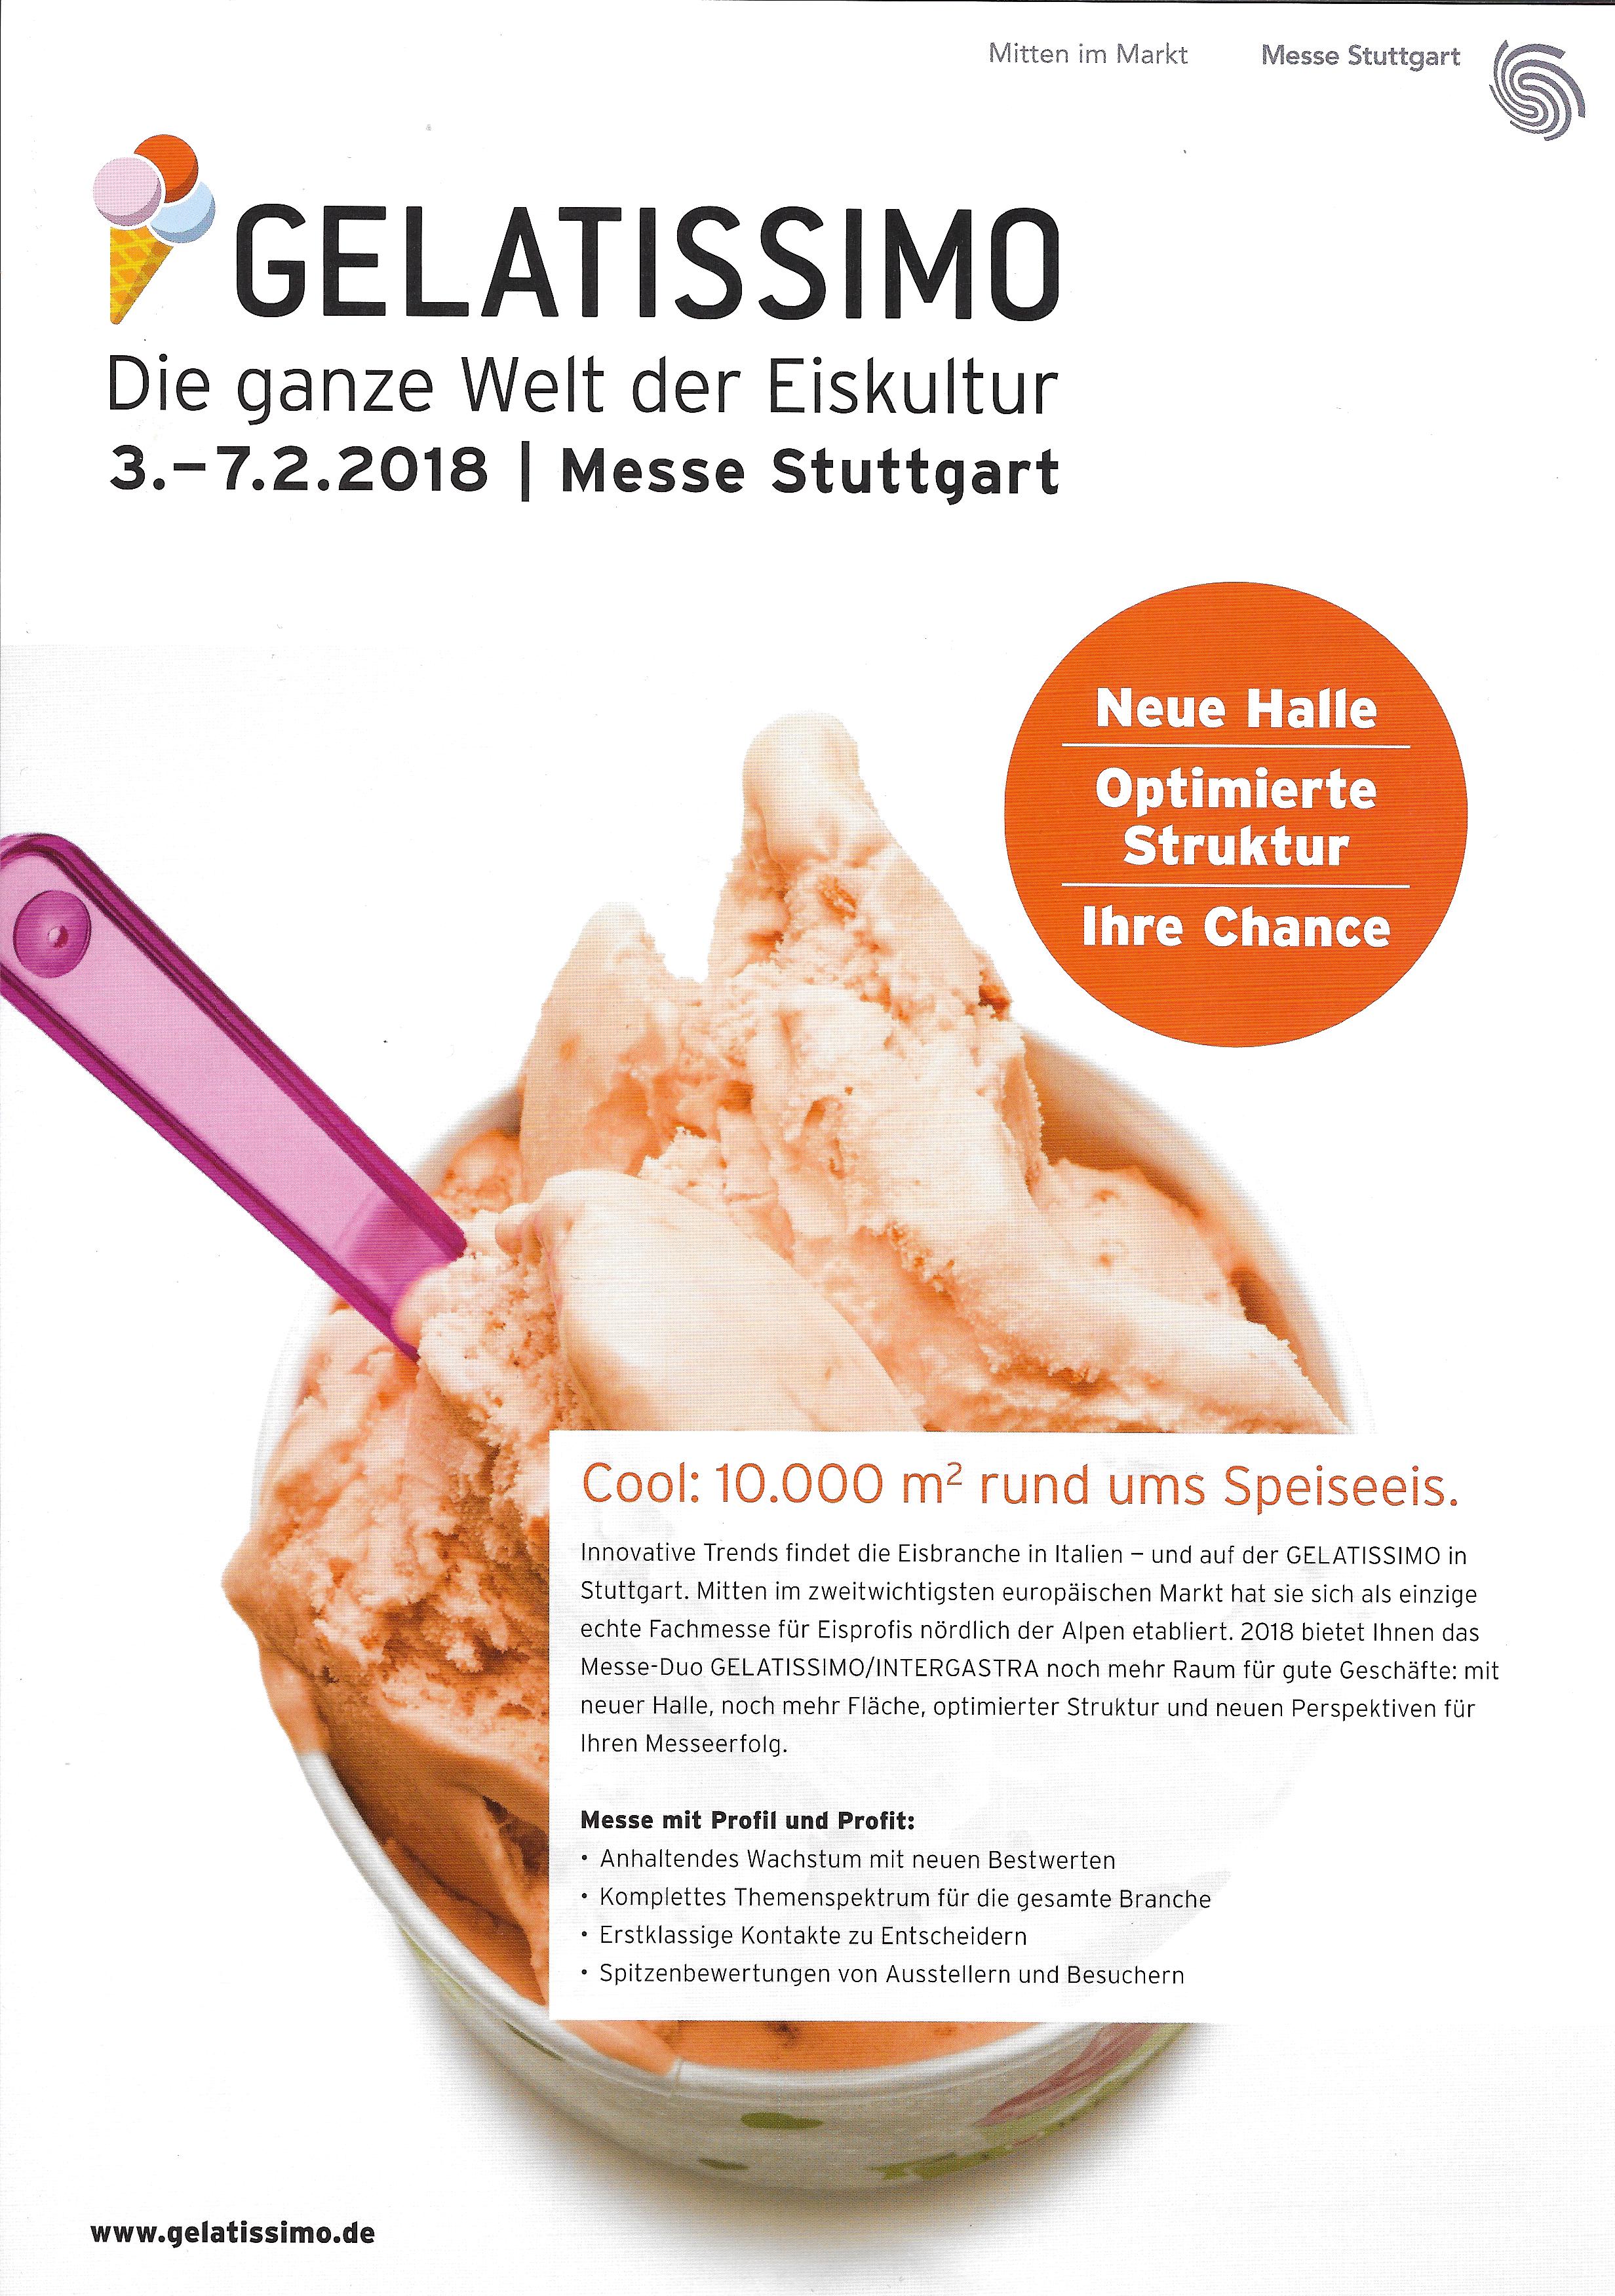 Mitten im Markt Messe Stuttgart
GELATISSIMO
Die ganze Welt der Eiskultur
3.–7.2.2018 | Messe Stuttgart
Neue Halle
Optimierte
Struktur
Ihre Chance
Cool: 10.000 m² rund ums Speiseeis.
Innovative Trends findet die Eisbranche in Italien – und auf der GELATISSIMO in
Stuttgart. Mitten im zweitwichtigsten europäischen Markt hat sie sich als einzige
echte Fachmesse für Eisprofis nördlich der Alpen etabliert. 2018 bietet Ihnen das
Messe-Duo GELATISSIMO/INTERGASTRA noch mehr Raum für gute Geschäfte: mit
neuer Halle, noch mehr Fläche, optimierter Struktur und neuen Perspektiven für
Ihren Messeerfolg.
Messe mit Profil und Profit:
• Anhaltendes Wachstum mit neuen Bestwerten
• Komplettes Themenspektrum für die gesamte Branche
• Erstklassige Kontakte zu Entscheidern
• Spitzenbewertungen von Ausstellern und Besuchern
www.gelatissimo.de